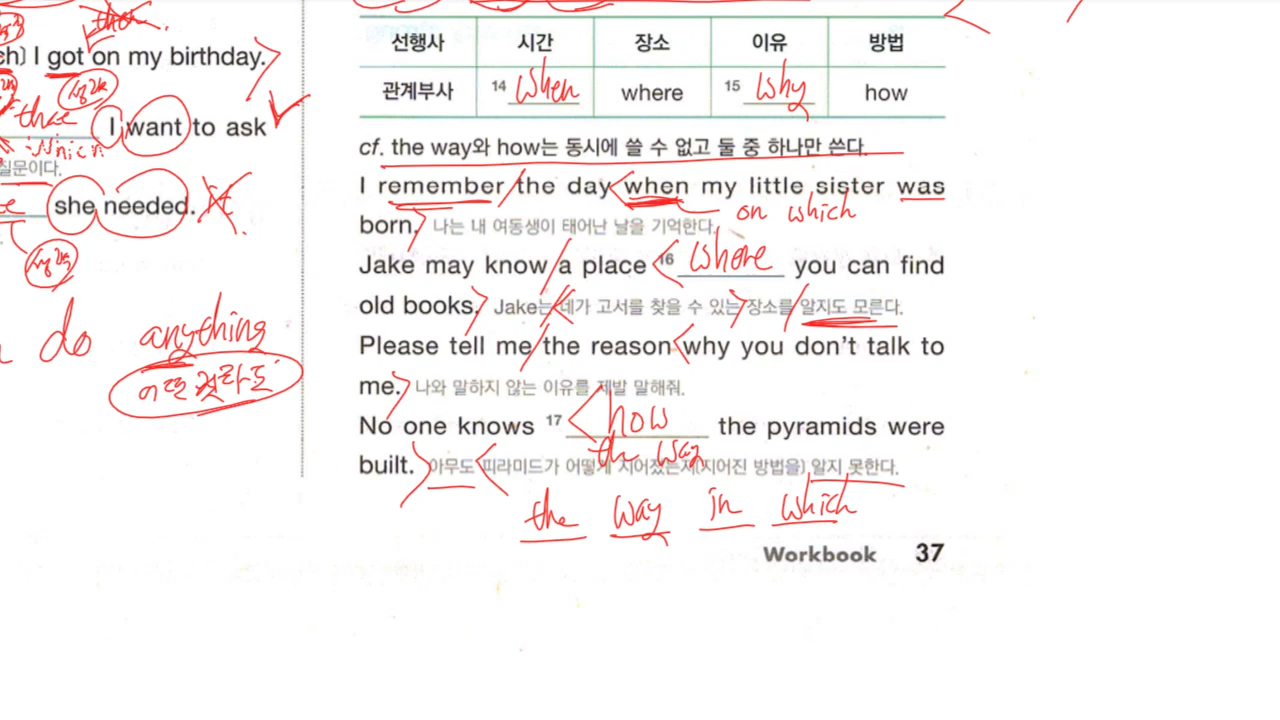 ch] I got on my birthday.
생략
that I want to ask
which
질문이다.
she needed.
생략
do anything
어떤 것라도
선행사 시간 장소 이유 방법
관계부사 14 when where 15 why how
cf. the way와 how는 동시에 쓸 수 없고 둘 중 하나만 쓴다.
I remember the day when my little sister was
on which
born. 나는 내 여동생이 태어난 날을 기억한다.
Jake may know a place 16 where you can find
old books. Jake는 네가 고서를 찾을 수 있는 장소를 알지도 모른다.
Please tell me the reason why you don't talk to
me. 나와 말하지 않는 이유를 제발 말해줘.
No one knows 17 how the pyramids were
the way
built. 아무도 피라미드가 어떻게 지어졌는지(지어진 방법을) 알지 못한다.
the way in which
Workbook 37